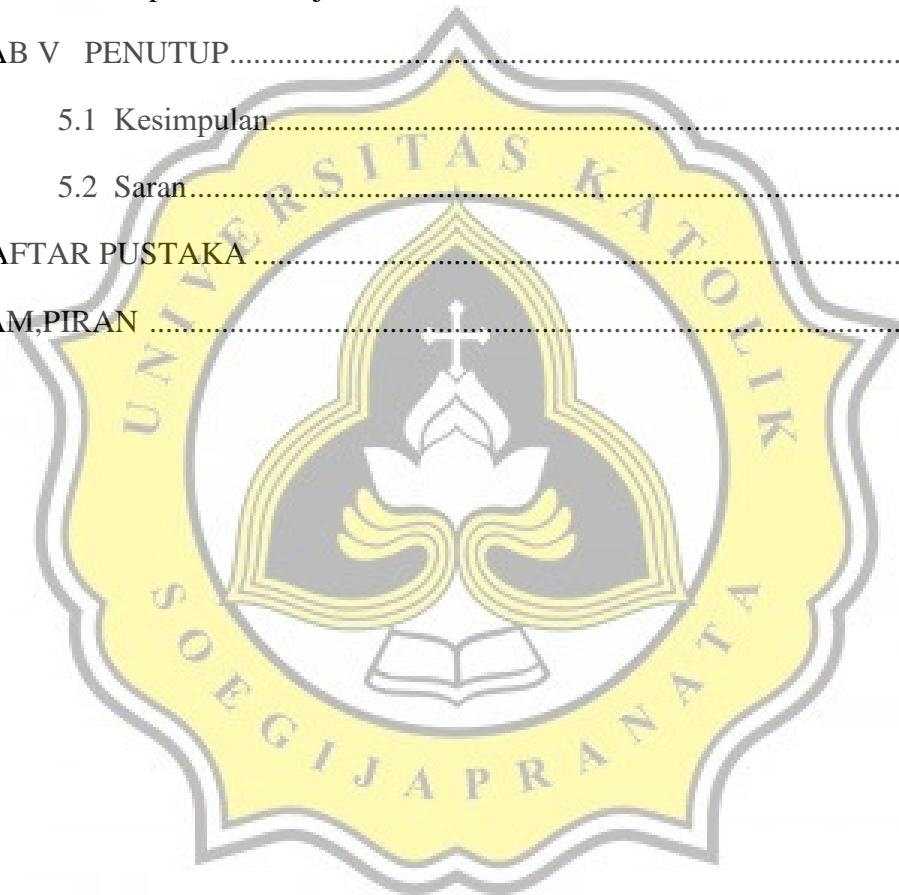 AB V PENUTUP................................................................................
5.1 Kesimpulan................................................................................
5.2 Saran................................................................................
AFTAR PUSTAKA................................................................................
AM,PIRAN................................................................................
UNIVERSITAS KATOLIK
SOEGIJAPRANATA